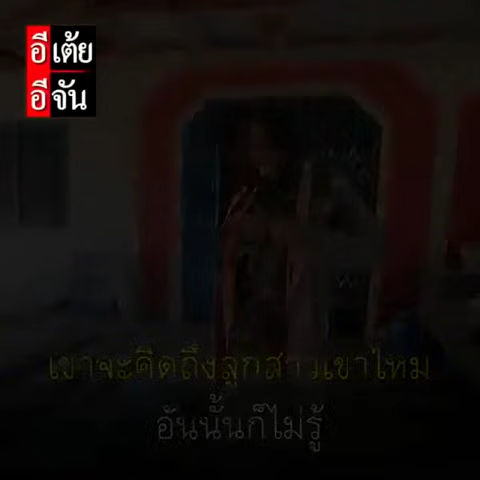 อีเต้ย
อีจัน
เขาจะคิดถึงลูกสาวเขาไหม
อันนั้นก็ไม่รู้